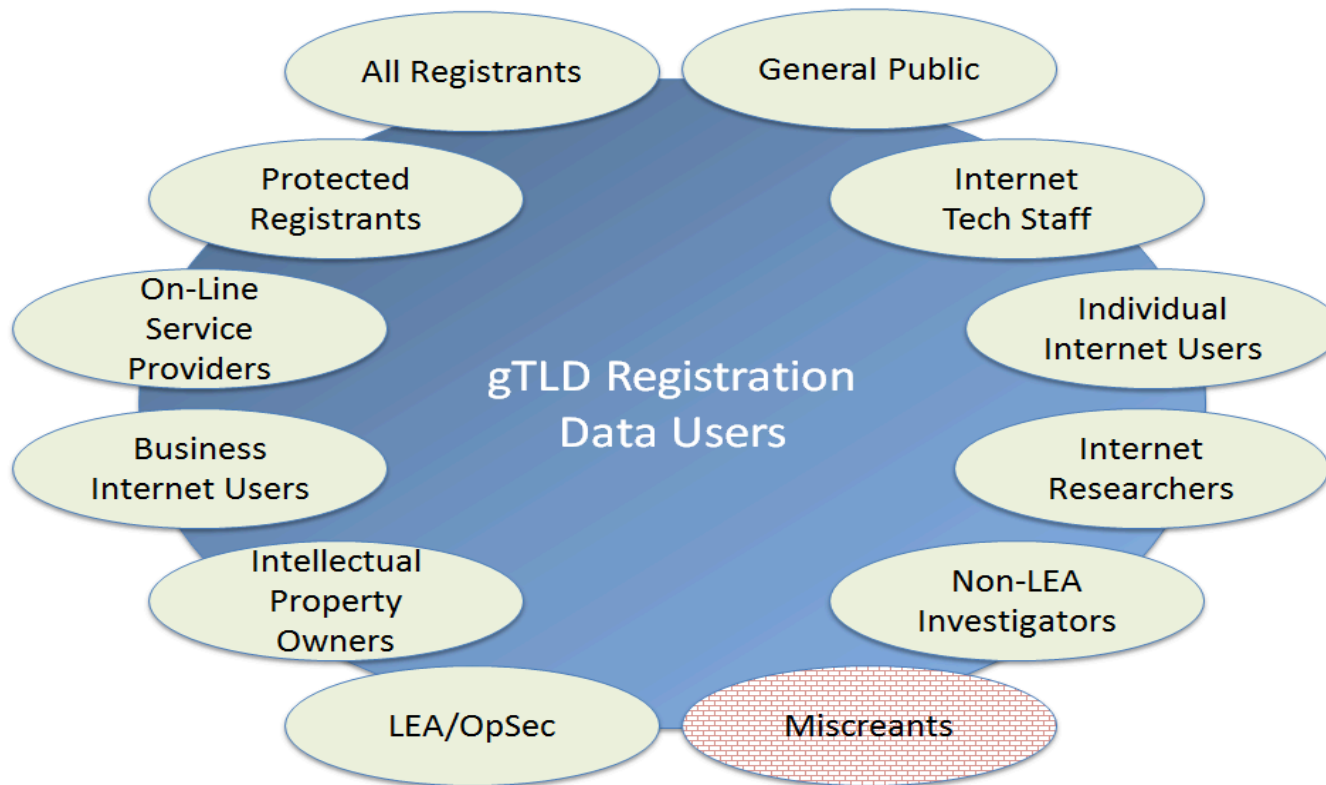 All Registrants
General Public
Protected
Registrants
Internet
Tech Staff
On-Line
Service
Providers
Individual
Internet Users
gTLD Registration
Data Users
Business
Internet Users
Internet
Researchers
Intellectual
Property
Owners
Non-LEA
Investigators
LEA/OpSec
Miscreants